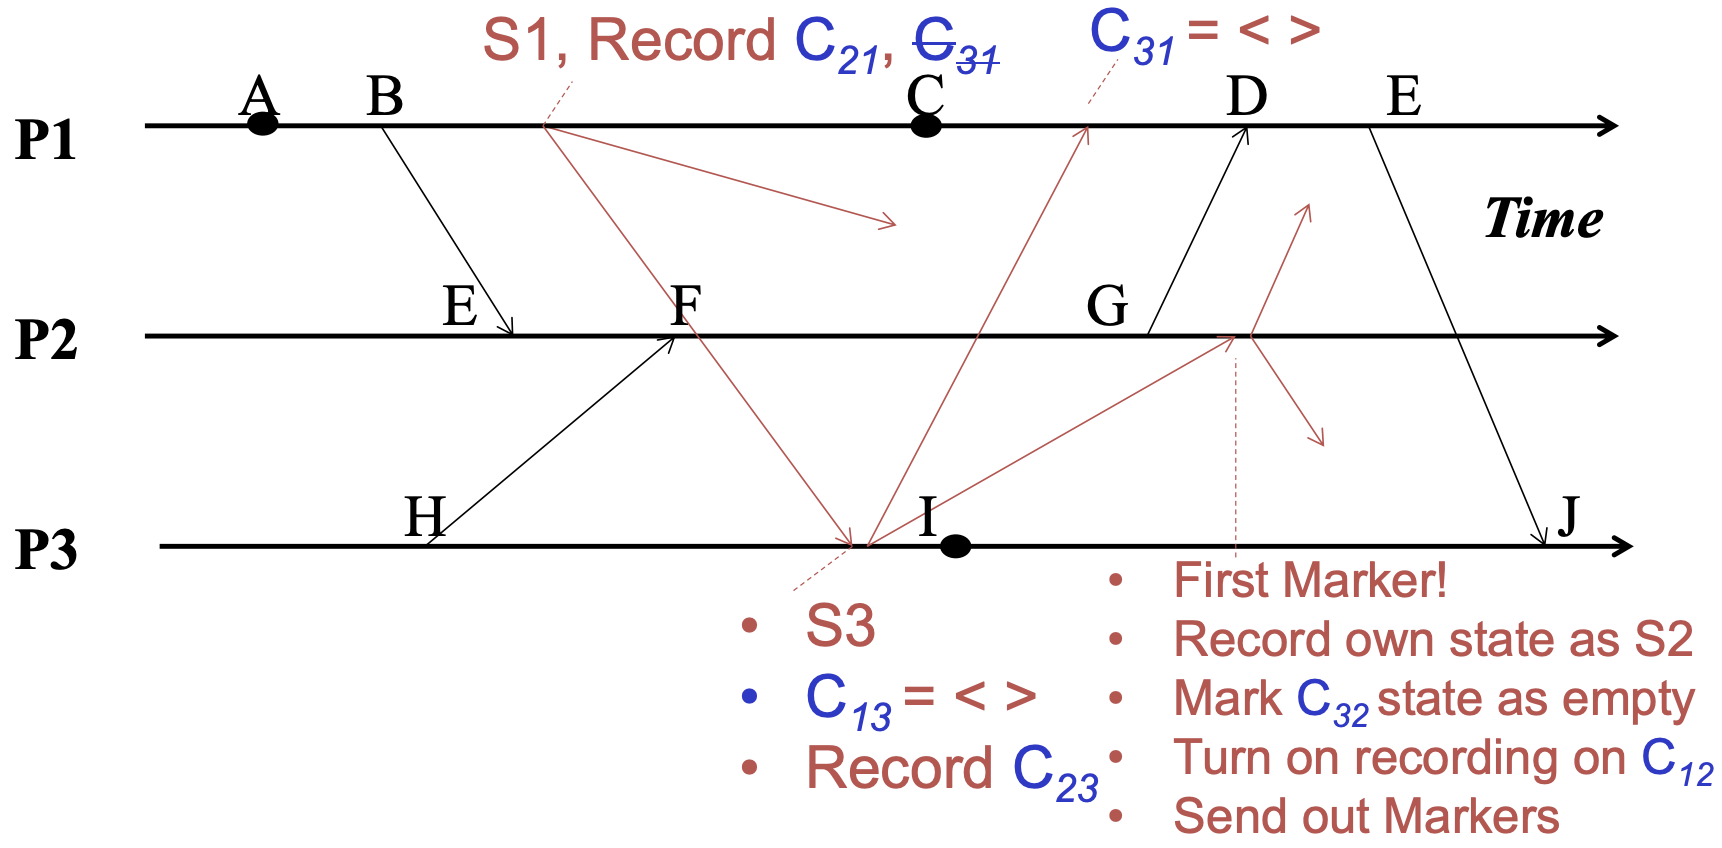 S1, Record C21, C31 C31 = < >
A B C D E
P1
Time
E F G
P2
H I J
P3
• S3
• C13 = < >
• Record C23
• First Marker!
• Record own state as S2
• Mark C32 state as empty
• Turn on recording on C12
• Send out Markers